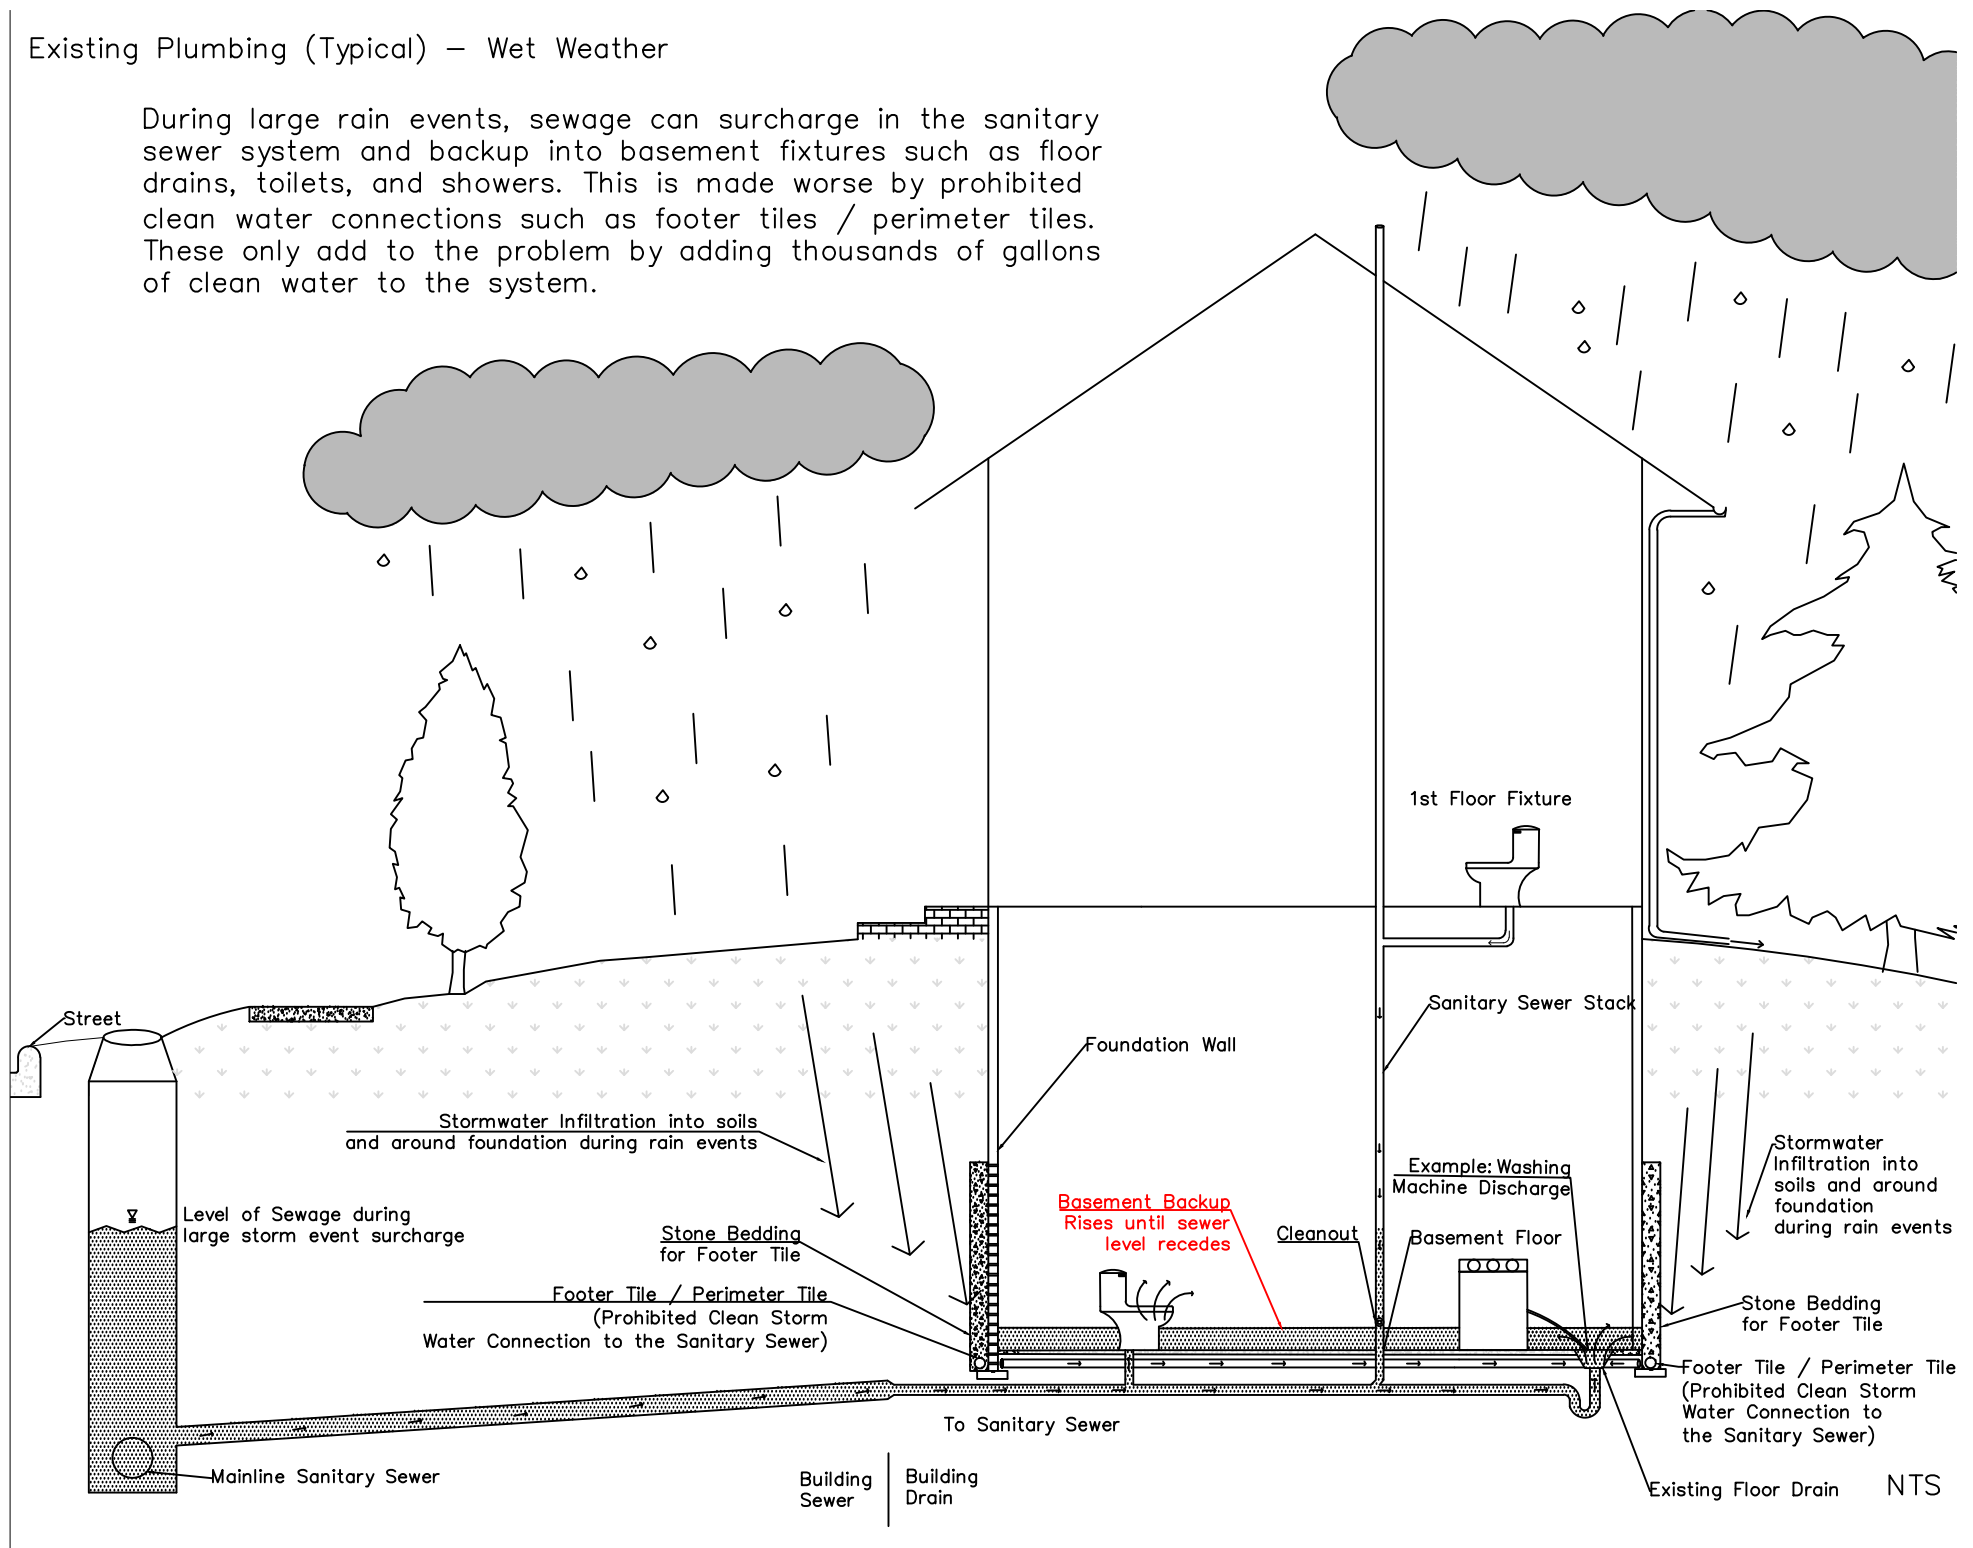 Existing Plumbing (Typical) – Wet Weather
During large rain events, sewage can surcharge in the sanitary
sewer system and backup into basement fixtures such as floor
drains, toilets, and showers. This is made worse by prohibited
clean water connections such as footer tiles / perimeter tiles.
These only add to the problem by adding thousands of gallons
of clean water to the system.
1st Floor Fixture
Sanitary Sewer Stack
Street
Foundation Wall
Stormwater Infiltration into soils
and around foundation during rain events
Stormwater
Infiltration into
soils and around
foundation
during rain events
Example: Washing
Machine Discharge
Basement Backup
Rises until sewer
level recedes
Level of Sewage during
large storm event surcharge
Stone Bedding
for Footer Tile
Cleanout
Basement Floor
Footer Tile / Perimeter Tile
(Prohibited Clean Storm
Water Connection to the Sanitary Sewer)
Stone Bedding
for Footer Tile
Footer Tile / Perimeter Tile
(Prohibited Clean Storm
Water Connection to
the Sanitary Sewer)
To Sanitary Sewer
Mainline Sanitary Sewer
Building
Sewer
Building
Drain
Existing Floor Drain
NTS